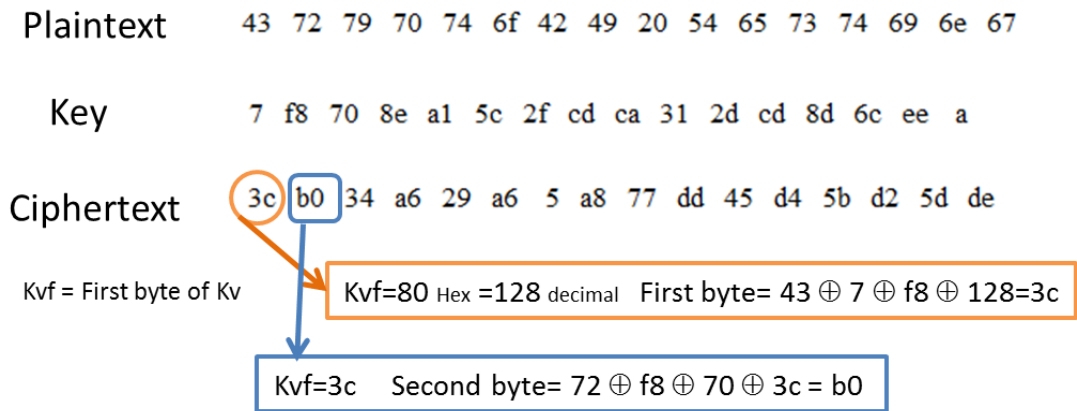 Plaintext 43 72 79 70 74 6f 42 49 20 54 65 73 74 69 6e 67
Key 7 f8 70 8e a1 5c 2f cd ca 31 2d cd 8d 6c ee a
Ciphertext 3c b0 34 a6 29 a6 5 a8 77 dd 45 d4 5b d2 5d de
Kvf = First byte of Kv
Kvf=80 Hex =128 decimal First byte= 43 ⊕ 7 ⊕ f8 ⊕ 128=3c
Kvf=3c Second byte= 72 ⊕ f8 ⊕ 70 ⊕ 3c = b0